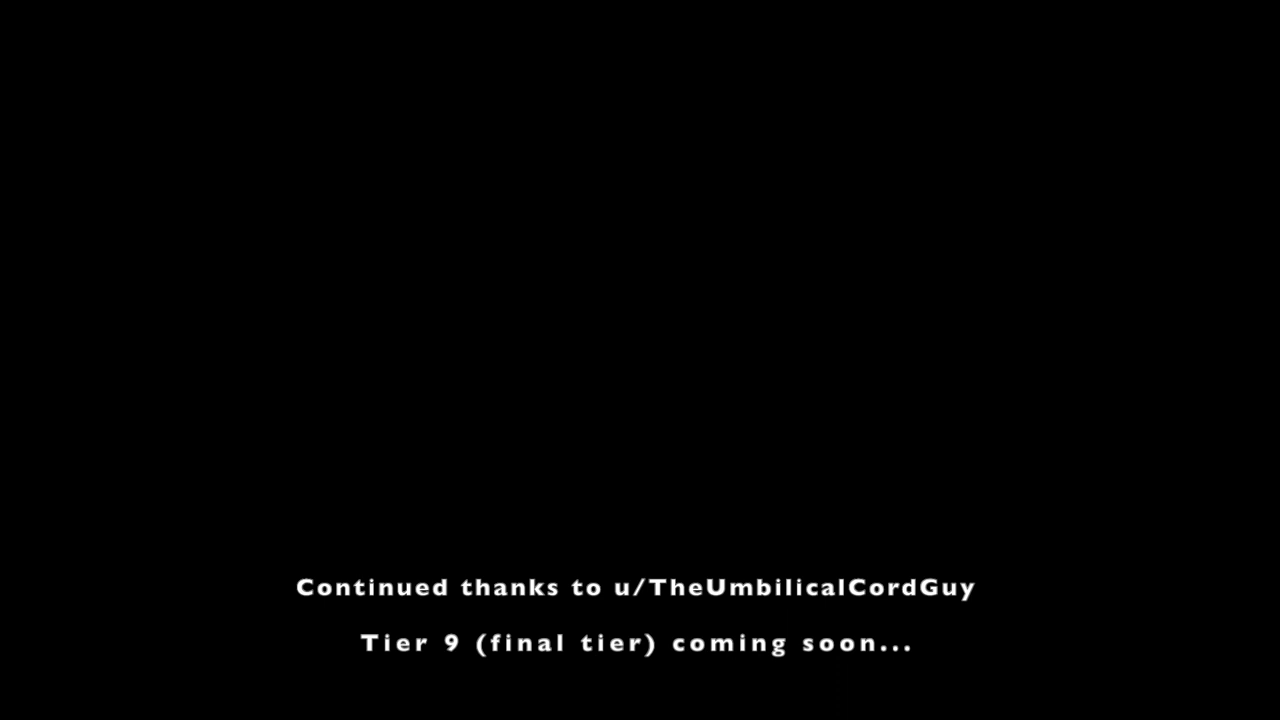 Continued thanks to u/TheUmbilicalCordGuy
Tier 9 (final tier) coming soon...